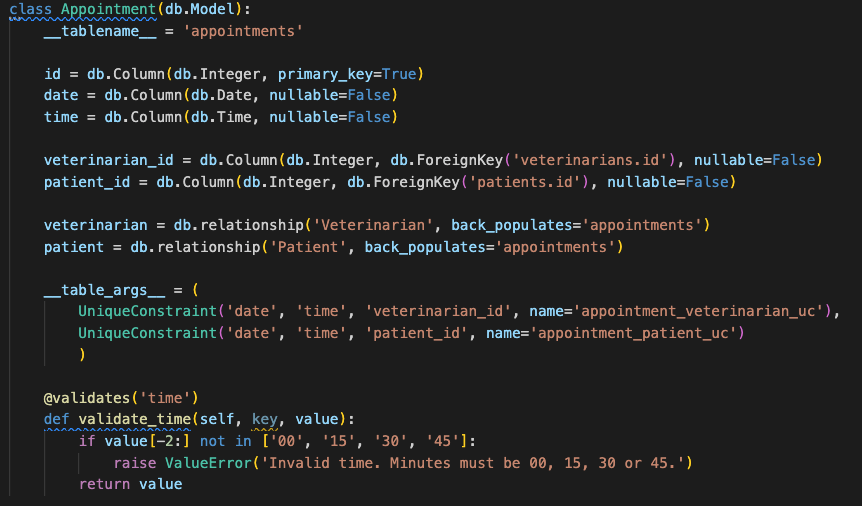 class Appointment(db.Model):
    __tablename__ = 'appointments'

    id = db.Column(db.Integer, primary_key=True)
    date = db.Column(db.Date, nullable=False)
    time = db.Column(db.Time, nullable=False)

    veterinarian_id = db.Column(db.Integer, db.ForeignKey('veterinarians.id'), nullable=False)
    patient_id = db.Column(db.Integer, db.ForeignKey('patients.id'), nullable=False)

    veterinarian = db.relationship('Veterinarian', back_populates='appointments')
    patient = db.relationship('Patient', back_populates='appointments')

    __table_args__ = (
        UniqueConstraint('date', 'time', 'veterinarian_id', name='appointment_veterinarian_uc'),
        UniqueConstraint('date', 'time', 'patient_id', name='appointment_patient_uc')
        )

    @validates('time')
    def validate_time(self, key, value):
        if value[-2:] not in ['00', '15', '30', '45']:
            raise ValueError('Invalid time. Minutes must be 00, 15, 30 or 45.')
        return value